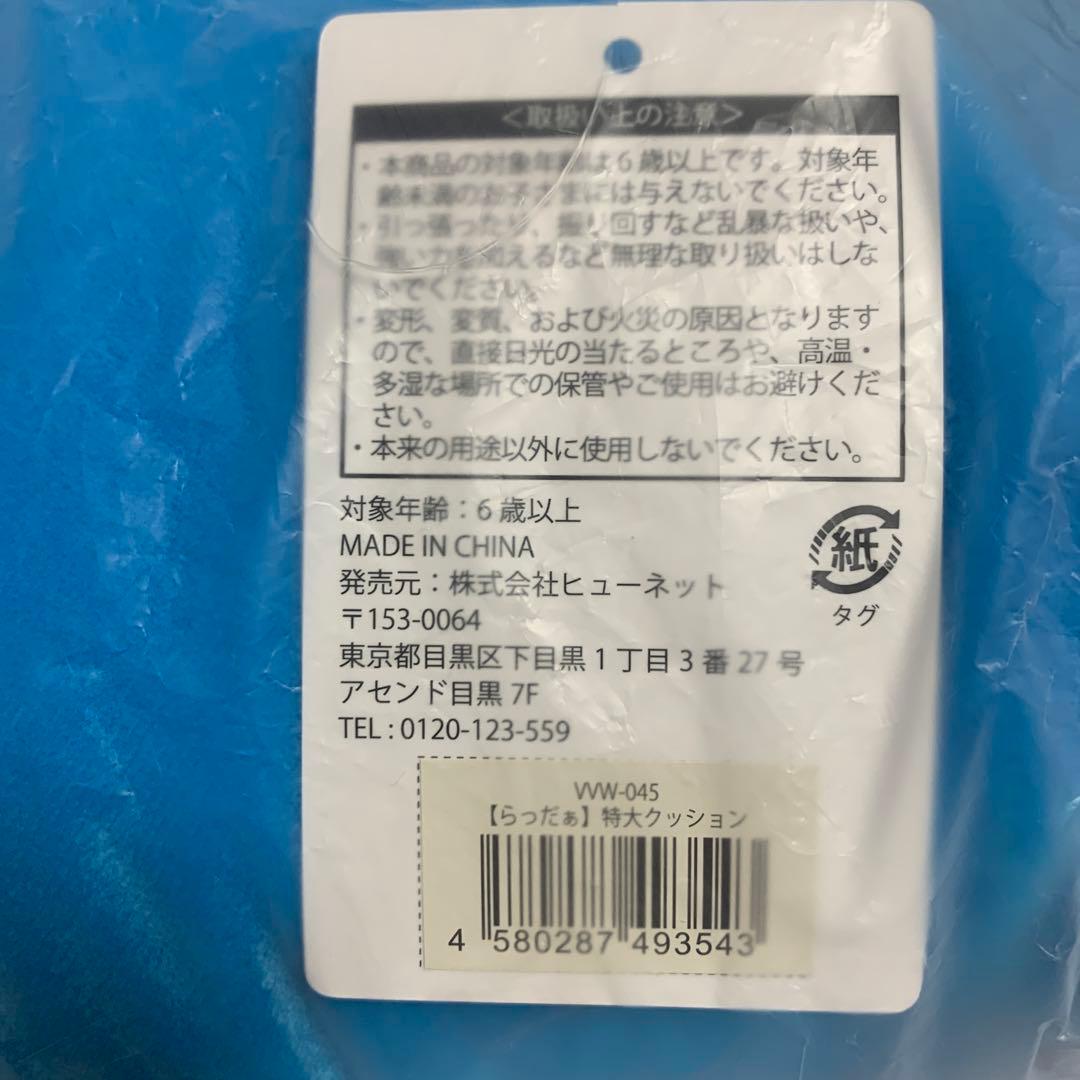 ＜取扱い上の注意＞
・本商品の対象年齢は6歳以上です。対象年
齢未満のお子さまには与えないでください。
・引っ張ったり、振り回すなど乱暴な扱いや、
強い力を加えるなど無理な取り扱いはしな
いでください。
・変形、変質、および火災の原因となります
ので、直接日光の当たるところや、高温・
多湿な場所での保管やご使用はお避けくだ
さい。
・本来の用途以外に使用しないでください。
対象年齢：6歳以上
MADE IN CHINA
発売元：株式会社ヒューネット
〒153-0064
東京都目黒区下目黒1丁目3番27号
アセンド目黒7F
TEL : 0120-123-559
紙
タグ
VVW-045
【らっだぁ】特大クッション
4 580287 493543